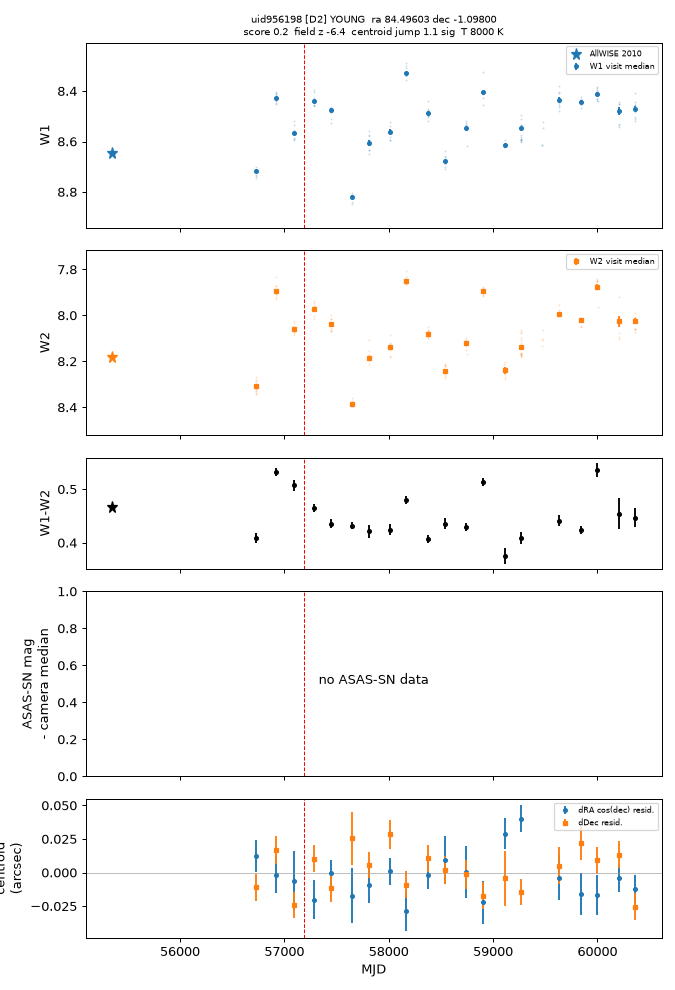 uid956198 [D2] YOUNG ra 84.49603 dec -1.09800
score 0.2 field z -6.4 centroid jump 1.1 sig T 8000 K
AllWISE 2010
W1 visit median
W1
8.4
8.6
8.8
W2 visit median
W2
7.8
8.0
8.2
8.4
W1-W2
0.5
0.4
ASAS-SN mag
- camera median
1.0
0.8
0.6
0.4
0.2
0.0
no ASAS-SN data
dRA cos(dec) resid.
dDec resid.
(arcsec)
0.050
0.025
0.000
−0.025
56000
57000
58000
59000
60000
MJD